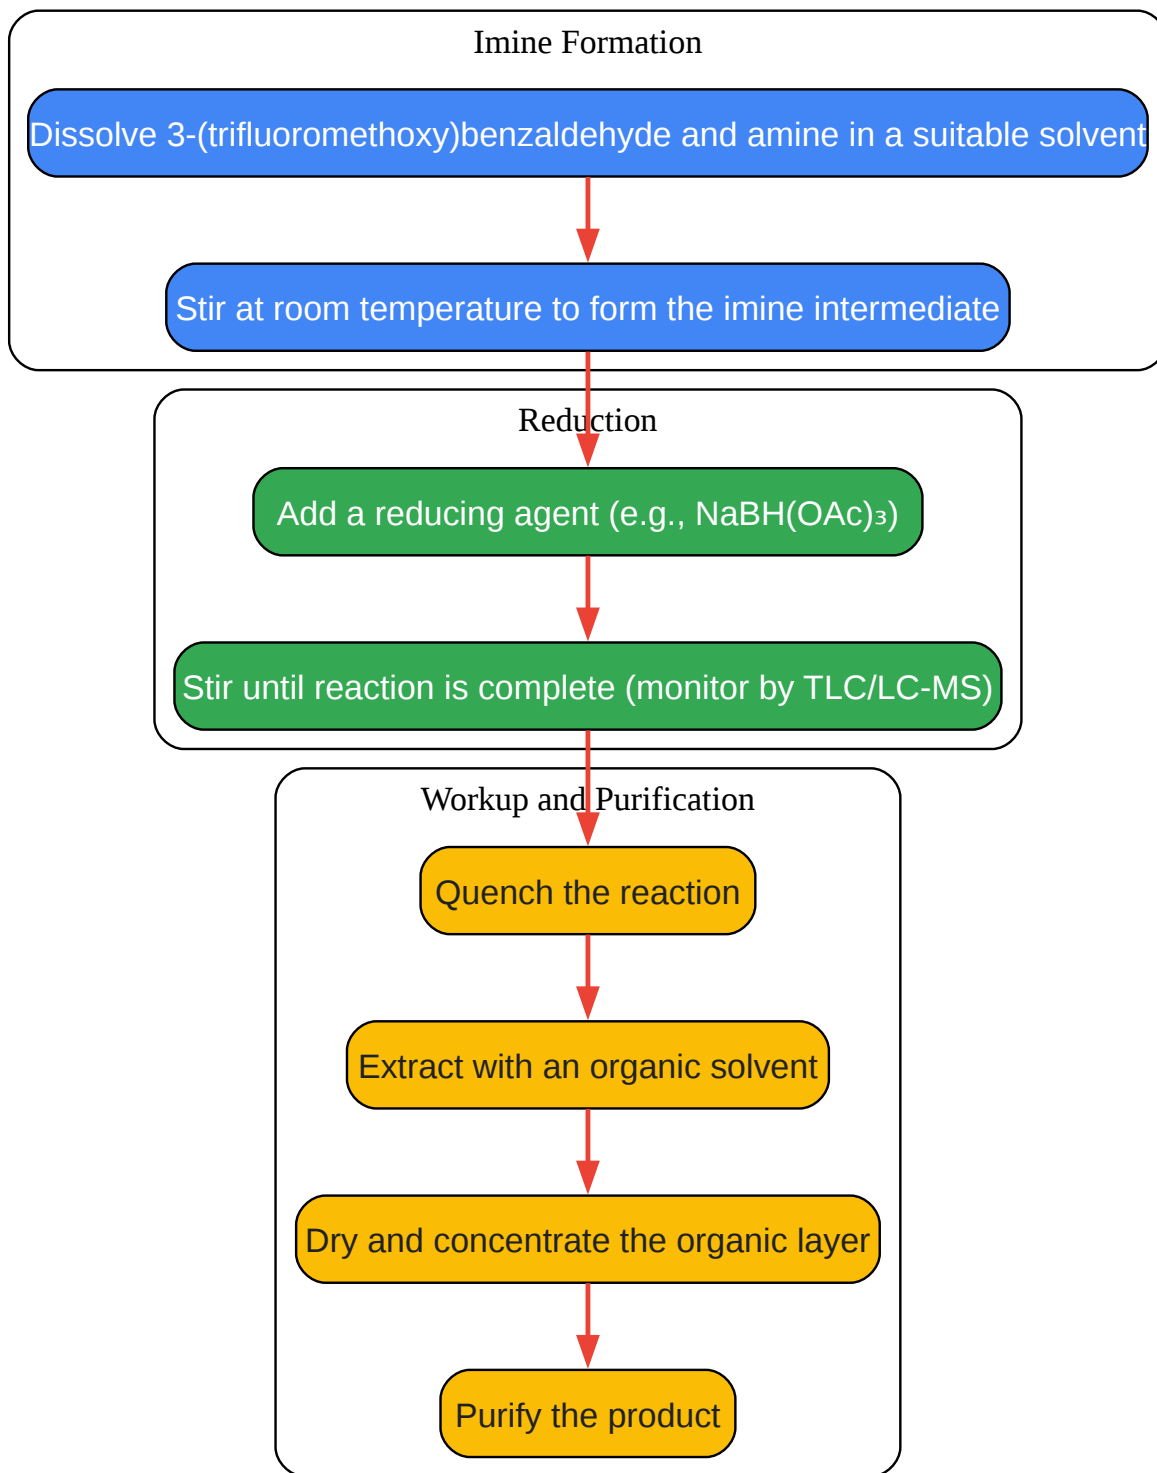 Imine Formation
Dissolve 3-(trifluoromethoxy)benzaldehyde and amine in a suitable solvent
Stir at room temperature to form the imine intermediate
Reduction
Add a reducing agent (e.g., NaBH(OAc)₃)
Stir until reaction is complete (monitor by TLC/LC-MS)
Workup and Purification
Quench the reaction
Extract with an organic solvent
Dry and concentrate the organic layer
Purify the product